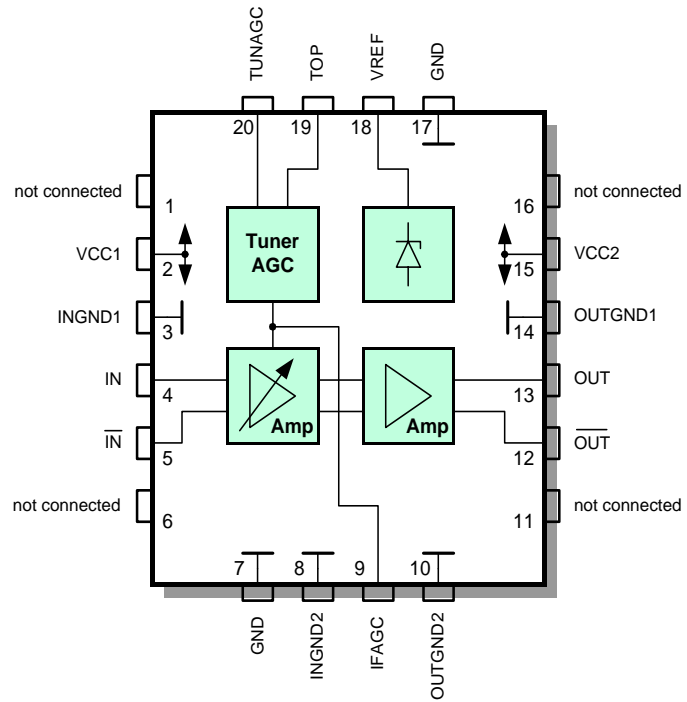 TUNAGC
TOP
VREF
GND
20
19
18
17
not connected
1
16
not connected
VCC1
2
Tuner
AGC
15
VCC2
INGND1
3
14
OUTGND1
IN
4
13
OUT
IN
5
Amp
Amp
12
OUT
not connected
6
11
not connected
7
8
9
10
GND
INGND2
IFAGC
OUTGND2